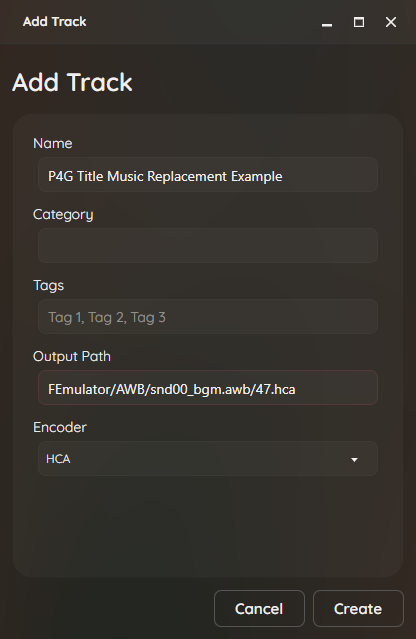 Add Track
Add Track
Name
P4G Title Music Replacement Example
Category
Tags
Tag 1, Tag 2, Tag 3
Output Path
FEmulator/AWB/snd00_bgm.awb/47.hca
Encoder
HCA
Cancel Create